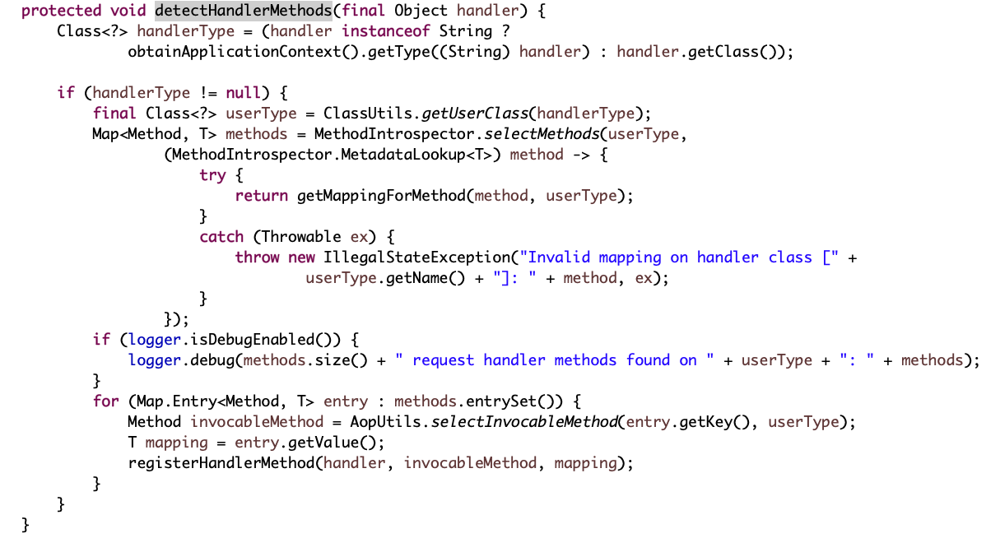 protected void detectHandlerMethods(final Object handler) {
    Class<?> handlerType = (handler instanceof String ?
            obtainApplicationContext().getType((String) handler) : handler.getClass());

    if (handlerType != null) {
        final Class<?> userType = ClassUtils.getUserClass(handlerType);
        Map<Method, T> methods = MethodIntrospector.selectMethods(userType,
                (MethodIntrospector.MetadataLookup<T>) method -> {
                    try {
                        return getMappingForMethod(method, userType);
                    }
                    catch (Throwable ex) {
                        throw new IllegalStateException("Invalid mapping on handler class [" +
                                userType.getName() + "]: " + method, ex);
                    }
                });
        if (logger.isDebugEnabled()) {
            logger.debug(methods.size() + " request handler methods found on " + userType + ": " + methods);
        }
        for (Map.Entry<Method, T> entry : methods.entrySet()) {
            Method invocableMethod = AopUtils.selectInvocableMethod(entry.getKey(), userType);
            T mapping = entry.getValue();
            registerHandlerMethod(handler, invocableMethod, mapping);
        }
    }
}